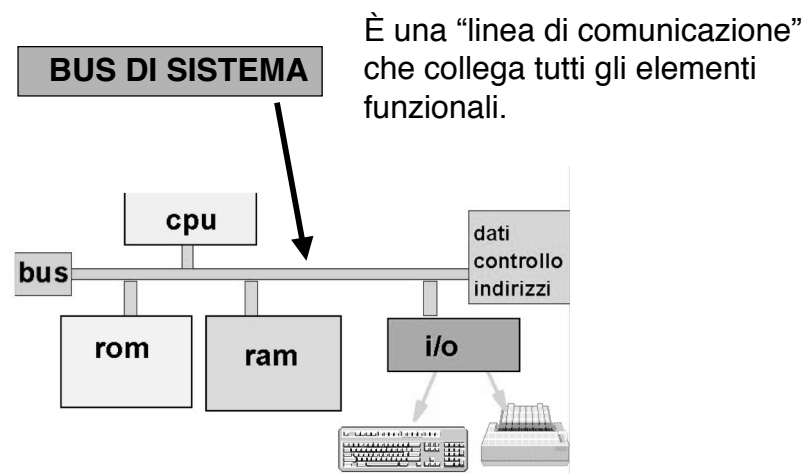 BUS DI SISTEMA
È una “linea di comunicazione”
che collega tutti gli elementi
funzionali.
cpu
bus
dati
controllo
indirizzi
rom
ram
i/o